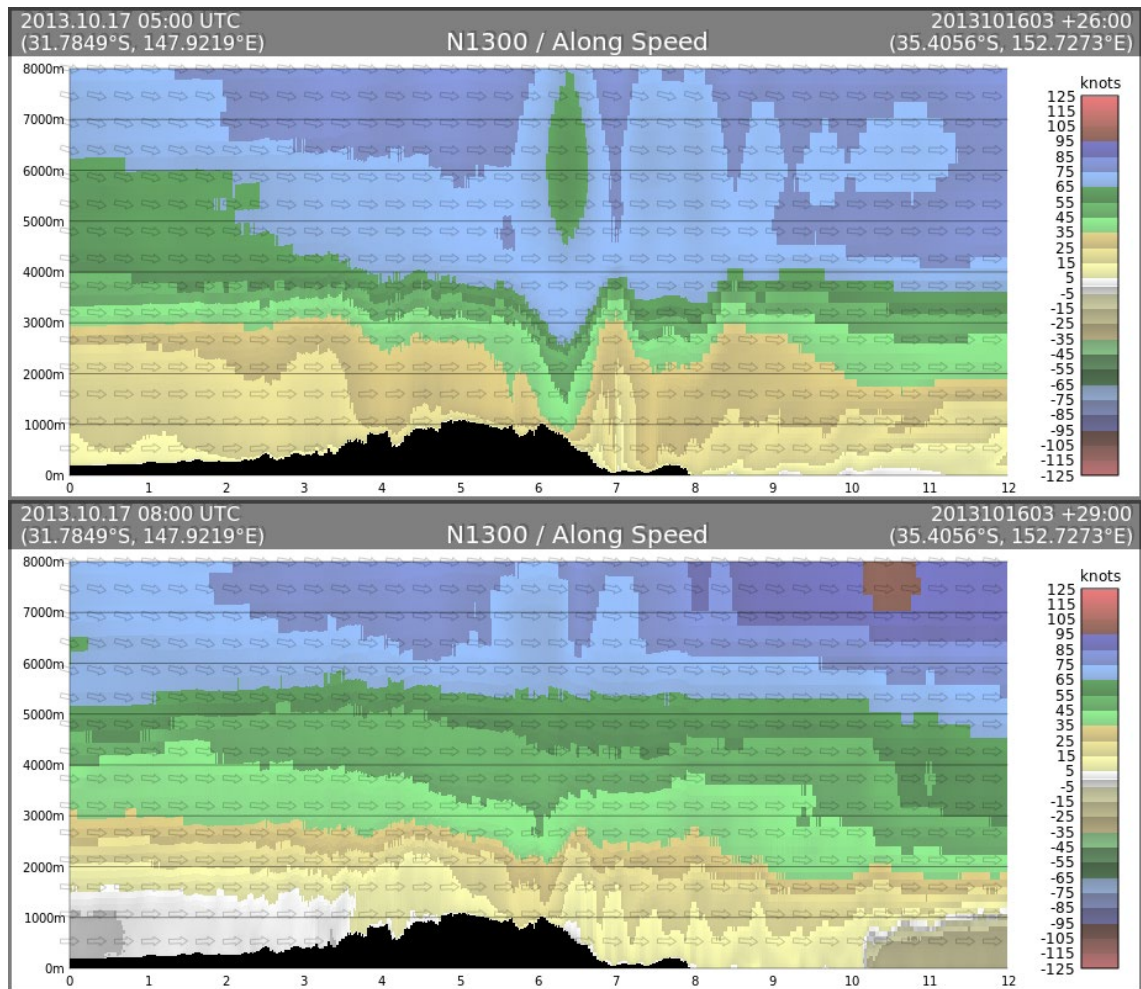 2013.10.17 05:00 UTC 2013101603 +26:00
(31.7849°S, 147.9219°E) N1300 / Along Speed (35.4056°S, 152.7273°E)
8000m
7000m
6000m
5000m
4000m
3000m
2000m
1000m
0m
0 1 2 3 4 5 6 7 8 9 10 11 12
knots
125
115
105
95
85
75
65
55
45
35
25
15
5
-5
-15
-25
-35
-45
-55
-65
-75
-85
-95
-105
-115
-125
2013.10.17 08:00 UTC 2013101603 +29:00
(31.7849°S, 147.9219°E) N1300 / Along Speed (35.4056°S, 152.7273°E)
8000m
7000m
6000m
5000m
4000m
3000m
2000m
1000m
0m
0 1 2 3 4 5 6 7 8 9 10 11 12
knots
125
115
105
95
85
75
65
55
45
35
25
15
5
-5
-15
-25
-35
-45
-55
-65
-75
-85
-95
-105
-115
-125